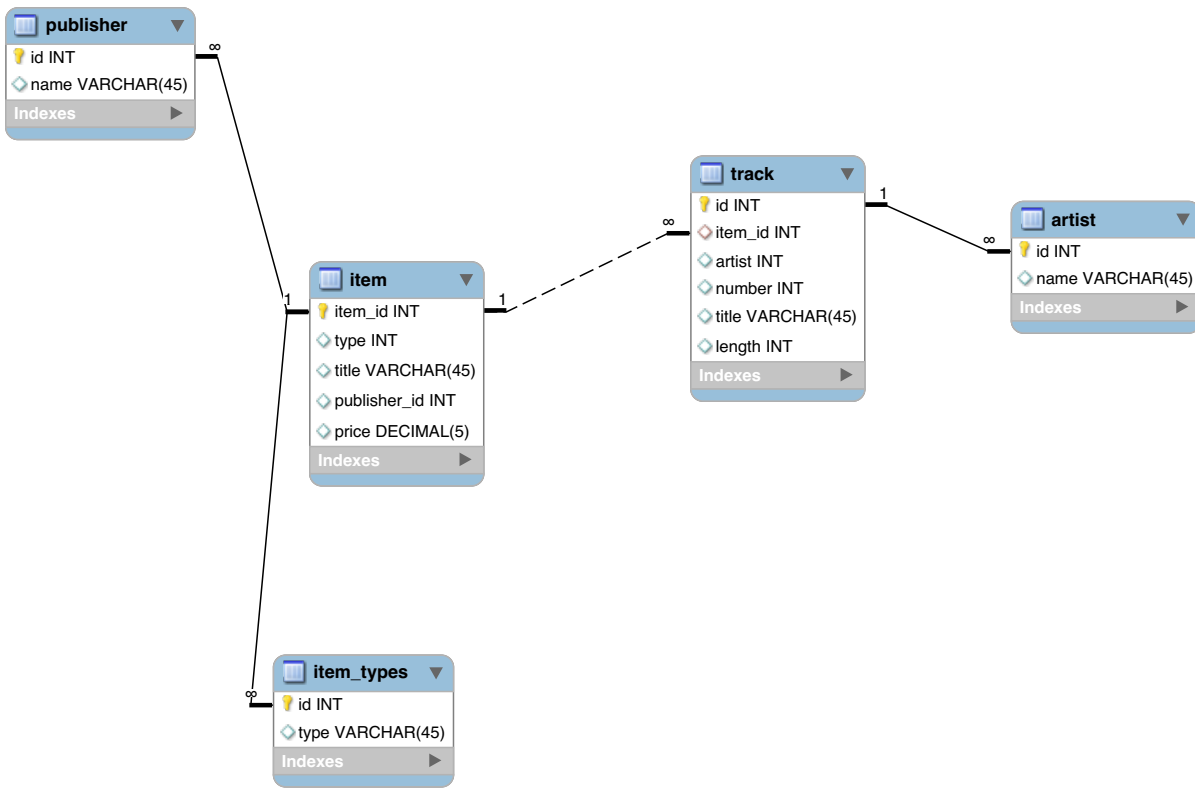 publisher
id INT
name VARCHAR(45)
Indexes
∞
1
item
item_id INT
type INT
title VARCHAR(45)
publisher_id INT
price DECIMAL(5)
Indexes
1
∞
track
id INT
item_id INT
artist INT
number INT
title VARCHAR(45)
length INT
Indexes
1
∞
artist
id INT
name VARCHAR(45)
Indexes
∞
item_types
id INT
type VARCHAR(45)
Indexes